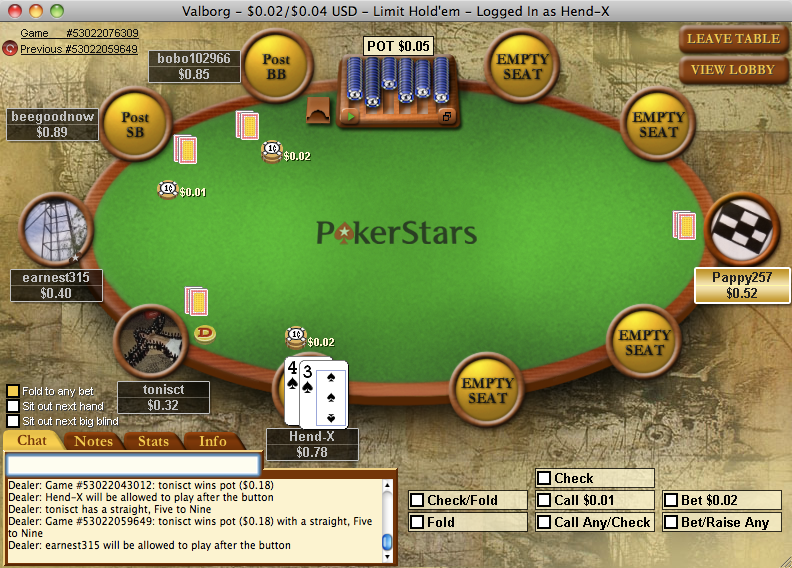 Valborg - $0.02/$0.04 USD - Limit Hold'em - Logged In as Hend-X
Game #53022076309
Previous #53022059649
LEAVE TABLE
VIEW LOBBY
POT $0.05
bobo102966
$0.85
Post
BB
EMPTY
SEAT
beegoodnow
$0.89
Post
SB
EMPTY
SEAT
1¢
$0.02
1¢
$0.01
PokerStars
earnest315
$0.40
Pappy257
$0.52
D
1¢
$0.02
EMPTY
SEAT
4
3
EMPTY
SEAT
tonisct
$0.32
Hend-X
$0.78
Fold to any bet
Sit out next hand
Sit out next big blind
Chat
Notes
Stats
Info
Dealer: Game #53022043012: tonisct wins pot ($0.18)
Dealer: Hend-X will be allowed to play after the button
Dealer: tonisct has a straight, Five to Nine
Dealer: Game #53022059649: tonisct wins pot ($0.18) with a straight, Five
to Nine
Dealer: earnest315 will be allowed to play after the button
Check
Check/Fold
Call $0.01
Bet $0.02
Fold
Call Any/Check
Bet/Raise Any